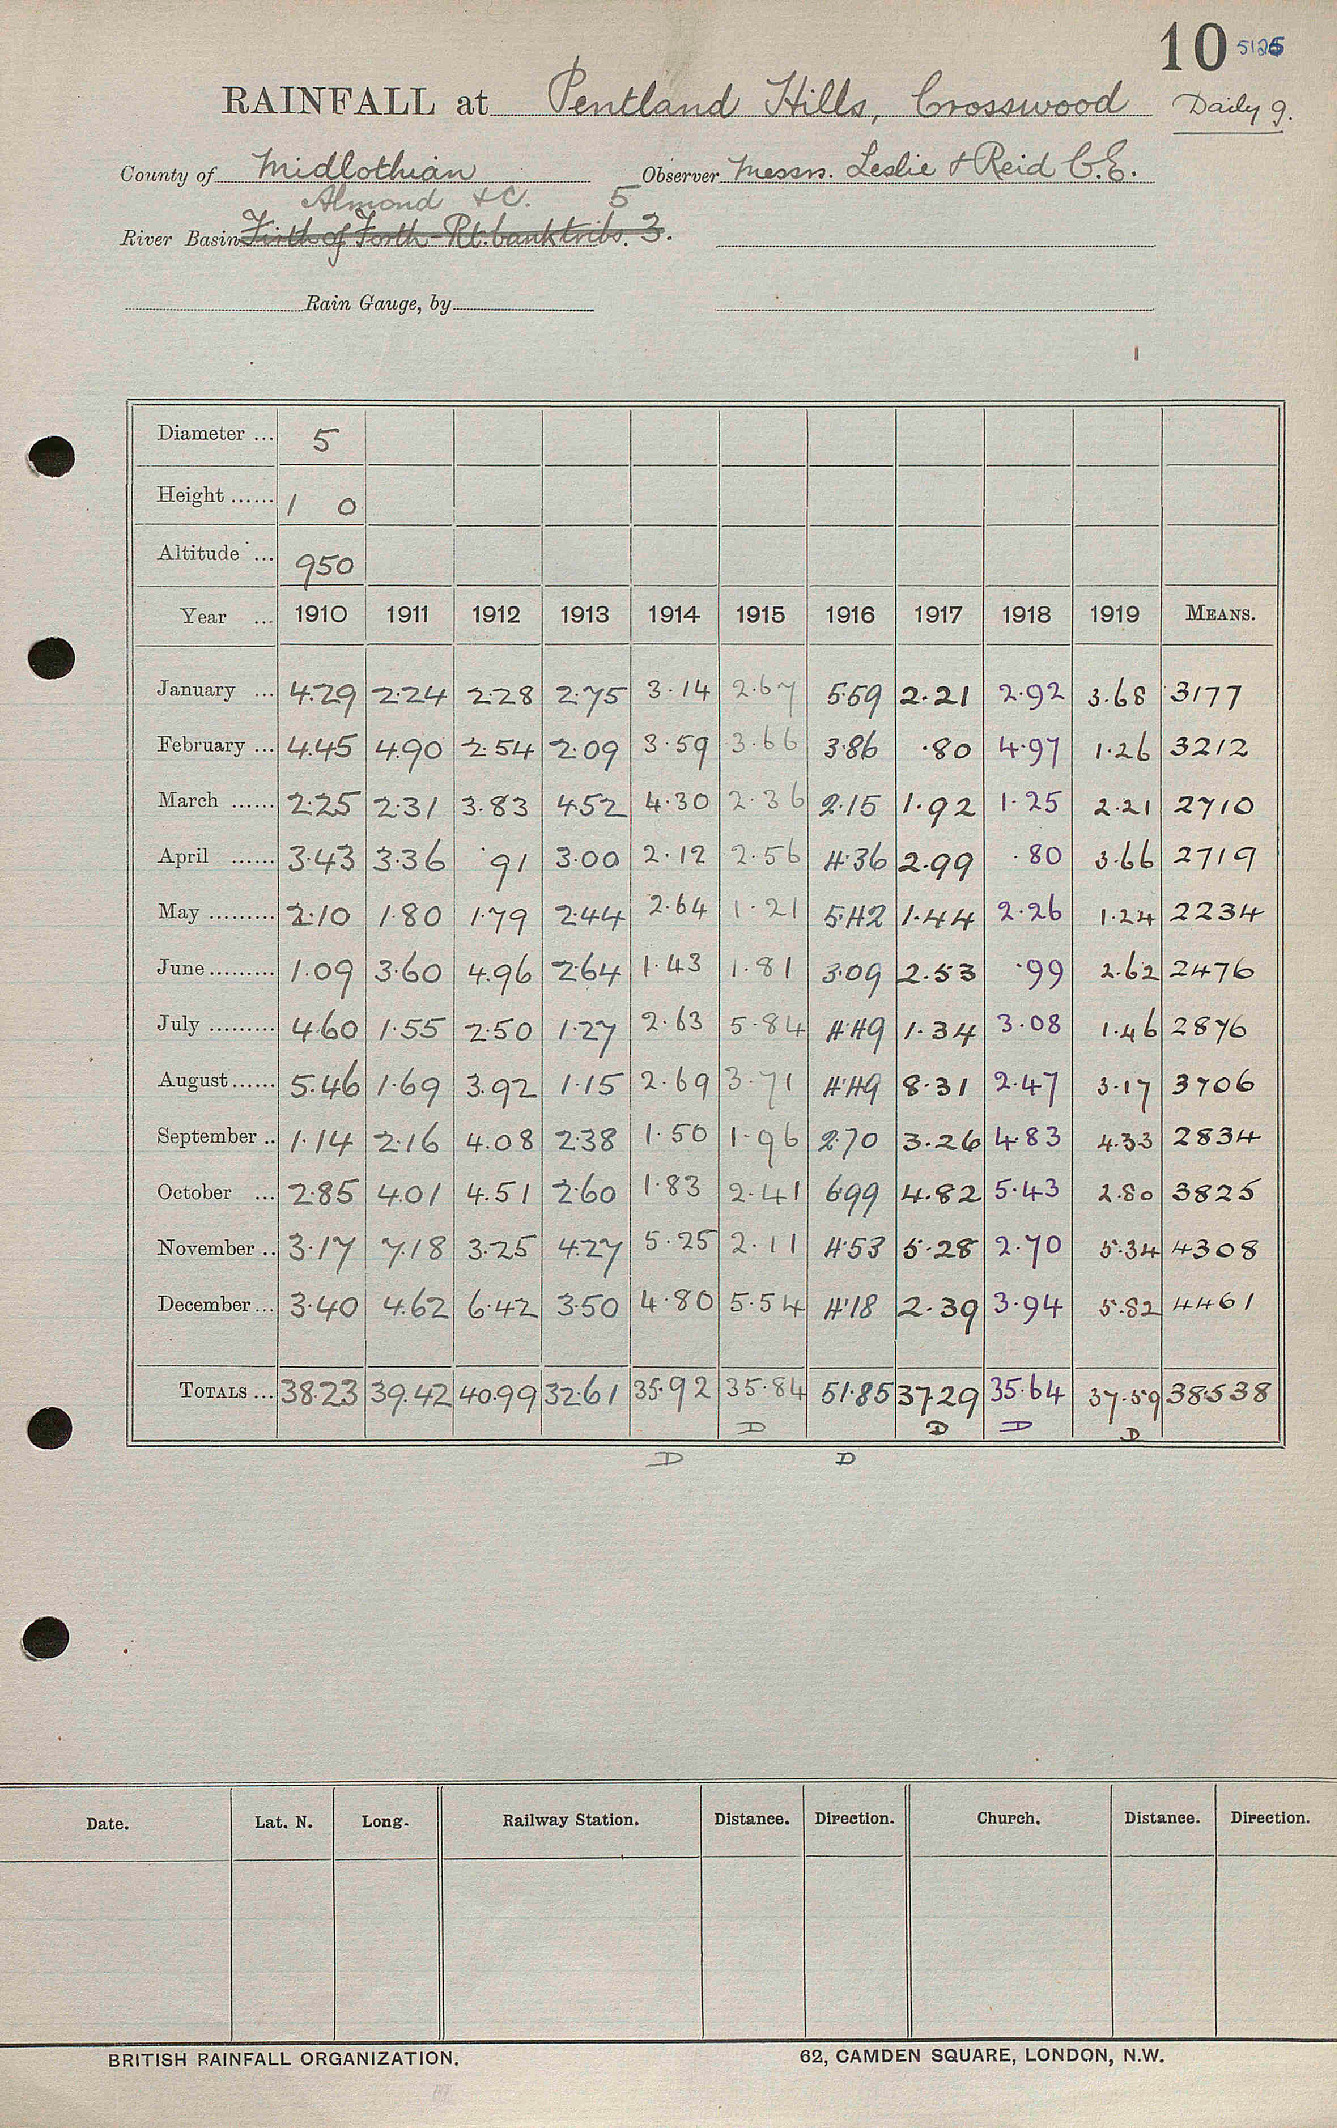 10 5126
RAINFALL at Pentland Hills, Crosswood Daily 9.
County of Midlothian Observer Messrs. Leslie & Reid C.E.
Almond &c. 5
River Basin Firth of Forth - Rt. bank tribs. 3.
Rain Gauge, by
Diameter ... 5
Height ...... 1 0
Altitude ... 950
Year ... 1910 1911 1912 1913 1914 1915 1916 1917 1918 1919 MEANS.
January ... 4.29 2.24 2.28 2.75 3.14 2.67 5.59 2.21 2.92 3.68 3177
February ... 4.45 4.90 2.54 2.09 3.59 3.66 3.86 .80 4.97 1.26 3212
March ...... 2.25 2.31 3.83 4.52 4.30 2.36 2.15 1.92 1.25 2.21 2710
April ...... 3.43 3.36 .91 3.00 2.12 2.56 4.36 2.99 .80 3.66 2719
May ......... 2.10 1.80 1.79 2.44 2.64 1.21 5.42 1.44 2.26 1.24 2234
June ......... 1.09 3.60 4.96 2.64 1.43 1.81 3.09 2.53 .99 2.62 2476
July ......... 4.60 1.55 2.50 1.27 2.63 5.84 4.49 1.34 3.08 1.46 2876
August ...... 5.46 1.69 3.92 1.15 2.69 3.71 4.49 8.31 2.47 3.17 3706
September .. 1.14 2.16 4.08 2.38 1.50 1.96 2.70 3.26 4.83 4.33 2834
October ... 2.85 4.01 4.51 2.60 1.83 2.41 6.99 4.82 5.43 2.80 3825
November .. 3.17 7.18 3.25 4.27 5.25 2.11 4.53 5.28 2.70 5.34 4308
December ... 3.40 4.62 6.42 3.50 4.80 5.54 4.18 2.39 3.94 5.82 4461
TOTALS ... 38.23 39.42 40.99 32.61 35.92 35.84 51.85 37.29 35.64 37.59 38538
D D D D
D D
Date. Lat. N. Long. Railway Station. Distance. Direction. Church. Distance. Direction.
BRITISH RAINFALL ORGANIZATION. 62, CAMDEN SQUARE, LONDON, N.W.